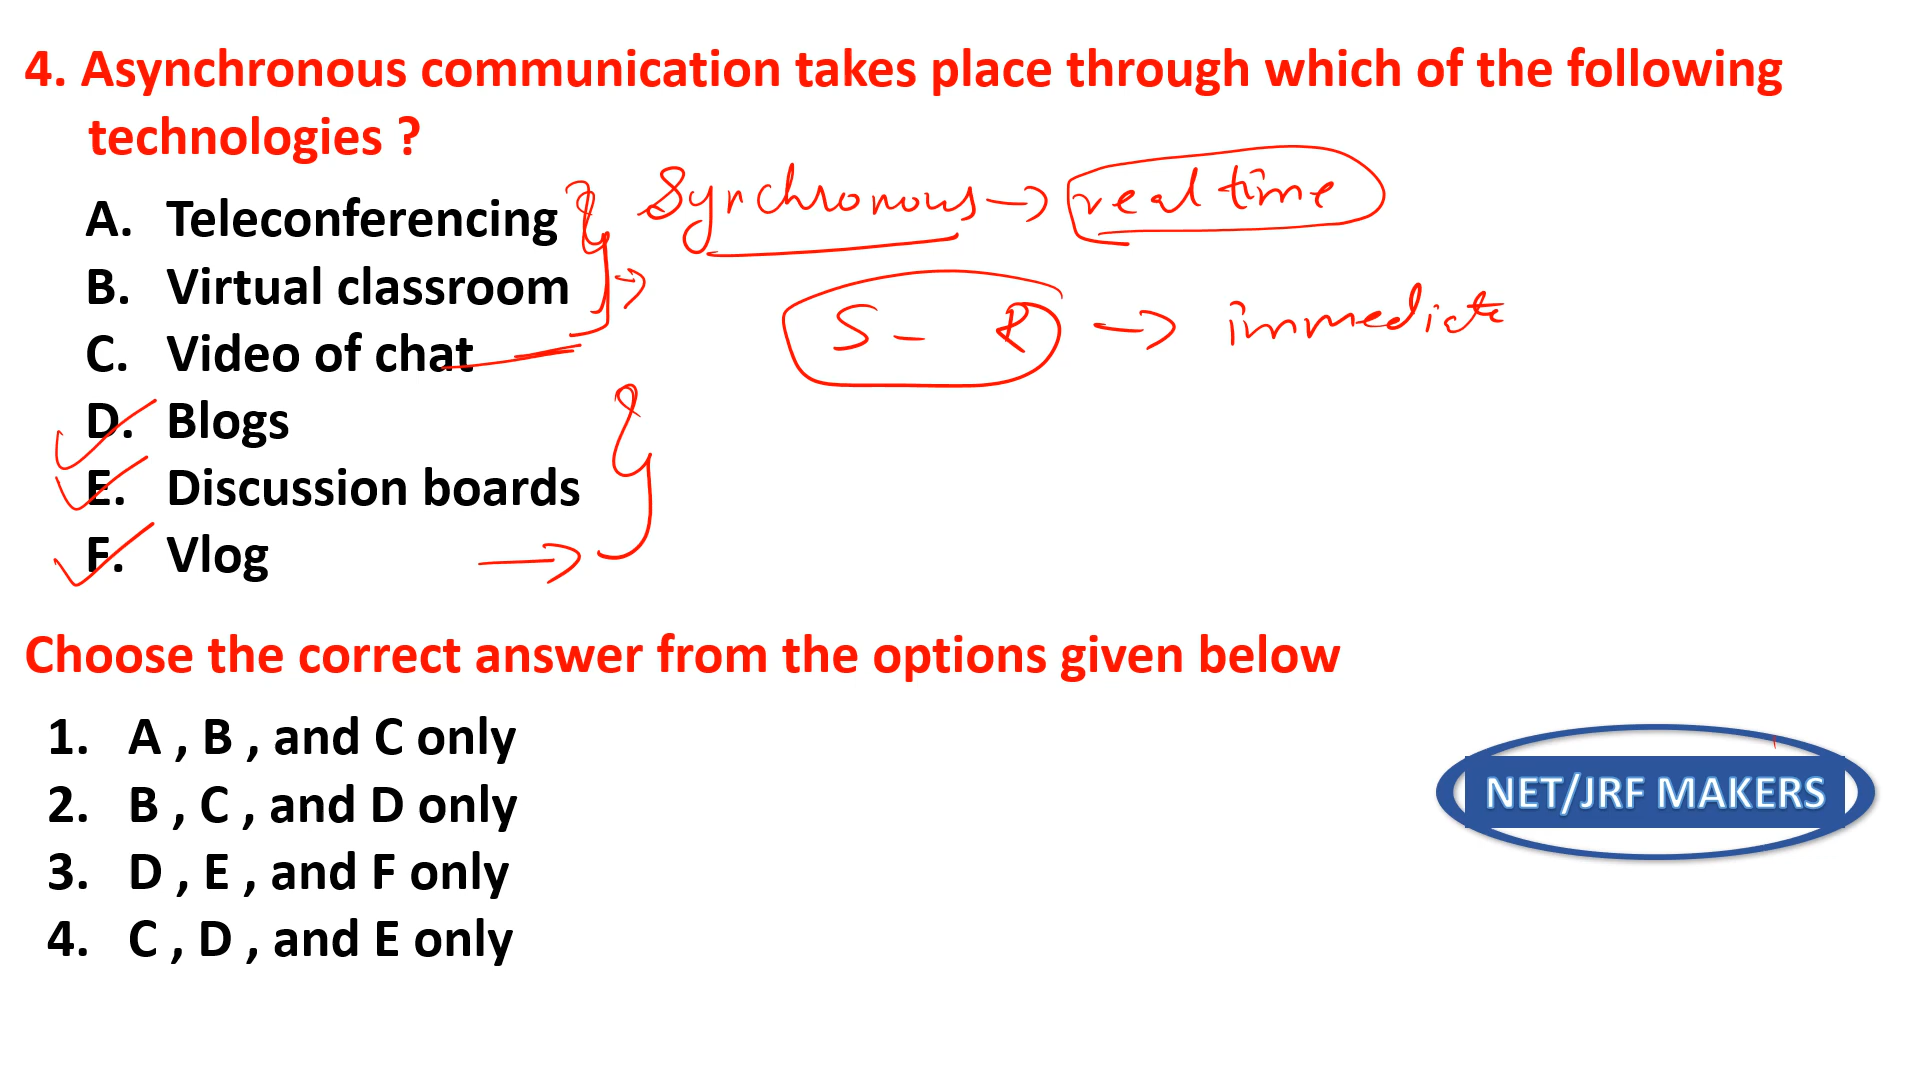 4. Asynchronous communication takes place through which of the following
technologies ?
A. Teleconferencing
Synchronous → real time
B. Virtual classroom
S - R → immediate
C. Video of chat
D. Blogs
E. Discussion boards
F. Vlog
Choose the correct answer from the options given below
1. A , B , and C only
2. B , C , and D only
NET/JRF MAKERS
3. D , E , and F only
4. C , D , and E only